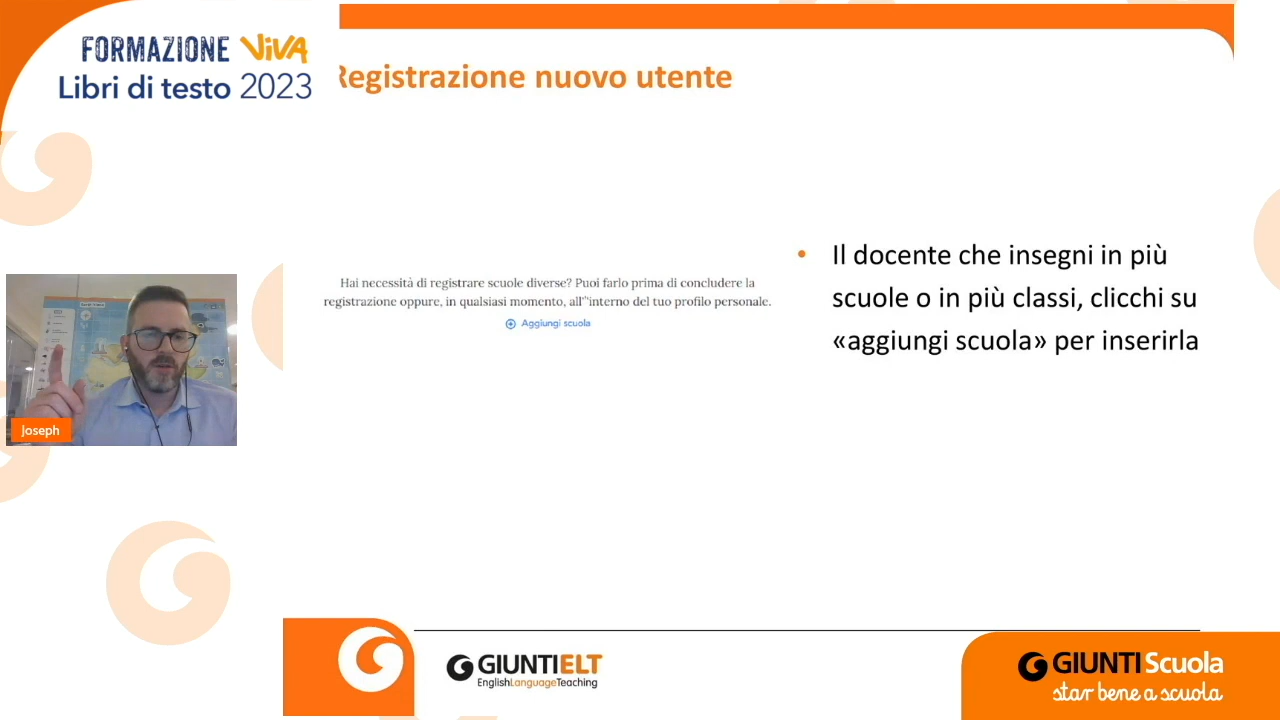 FORMAZIONE VIVA
Libri di testo 2023
Registrazione nuovo utente
Hai necessità di registrare scuole diverse? Puoi farlo prima di concludere la
registrazione oppure, in qualsiasi momento, all'"interno del tuo profilo personale.
Aggiungi scuola
• Il docente che insegni in più
scuole o in più classi, clicchi su
«aggiungi scuola» per inserirla
Joseph
GIUNTIELT
EnglishLanguageTeaching
GIUNTI Scuola
star bene a scuola